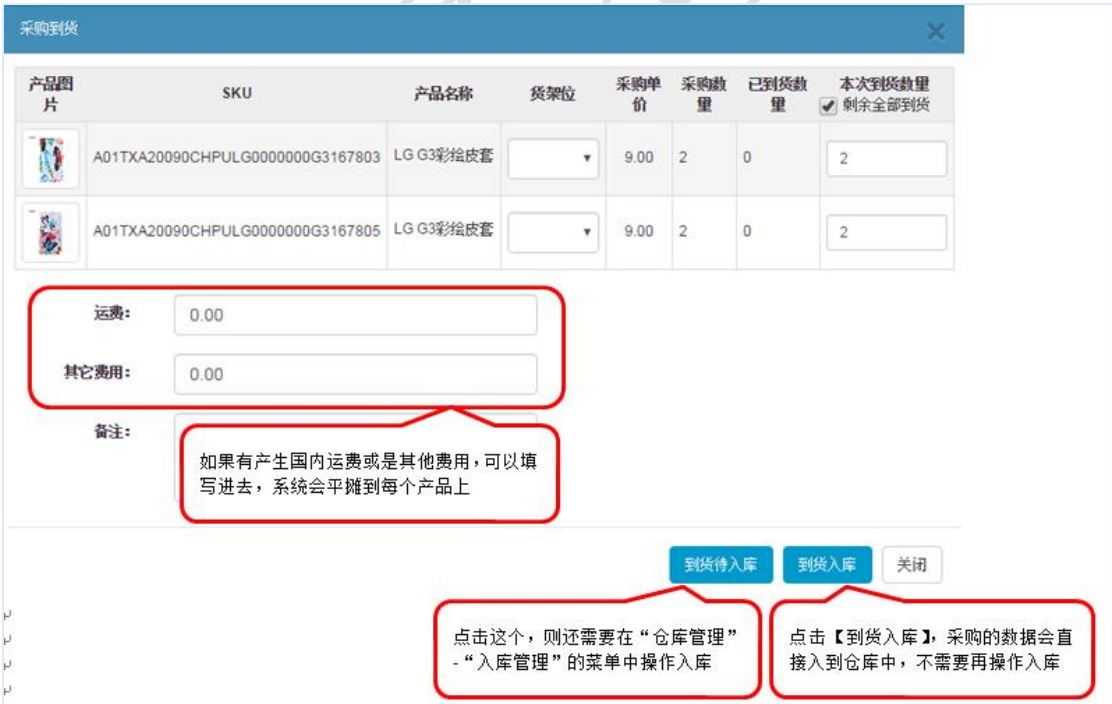 采购到货
产品图片 SKU 产品名称 货架位 采购单价 采购数量 已到货数量 本次到货数量
剩余全部到货
A01TXA20090CHPULG0000000G3167803 LG G3彩绘皮套 9.00 2 0 2
A01TXA20090CHPULG0000000G3167805 LG G3彩绘皮套 9.00 2 0 2
运费: 0.00
其它费用: 0.00
备注:
如果有产生国内运费或是其他费用,可以填
写进去,系统会平摊到每个产品上
到货待入库 到货入库 关闭
点击这个,则还需要在“仓库管理”
-“入库管理”的菜单中操作入库
点击【到货入库】,采购的数据会直
接入到仓库中,不需要再操作入库